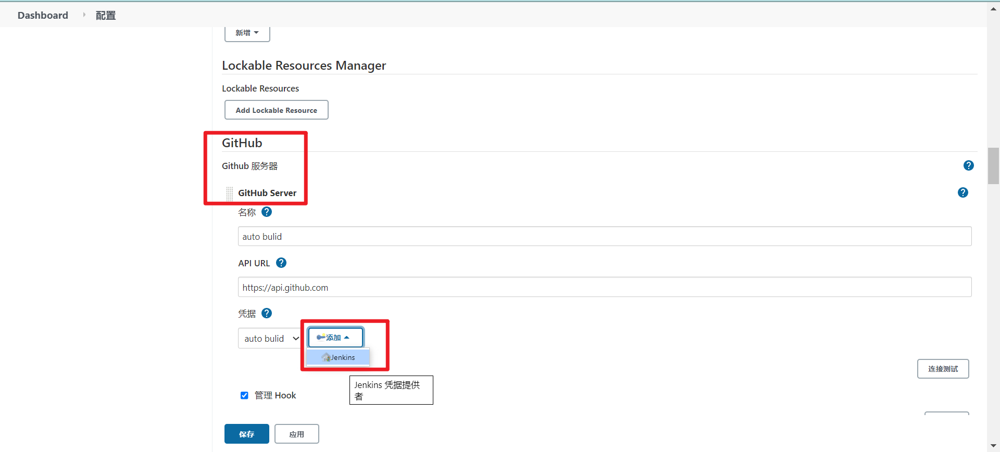 Dashboard 配置
新增
Lockable Resources Manager
Lockable Resources
Add Lockable Resource
GitHub
Github 服务器
?
GitHub Server
?
名称 ?
auto bulid
API URL ?
https://api.github.com
凭据 ?
auto bulid
添加
Jenkins
连接测试
Jenkins 凭据提供
者
管理 Hook
保存
应用